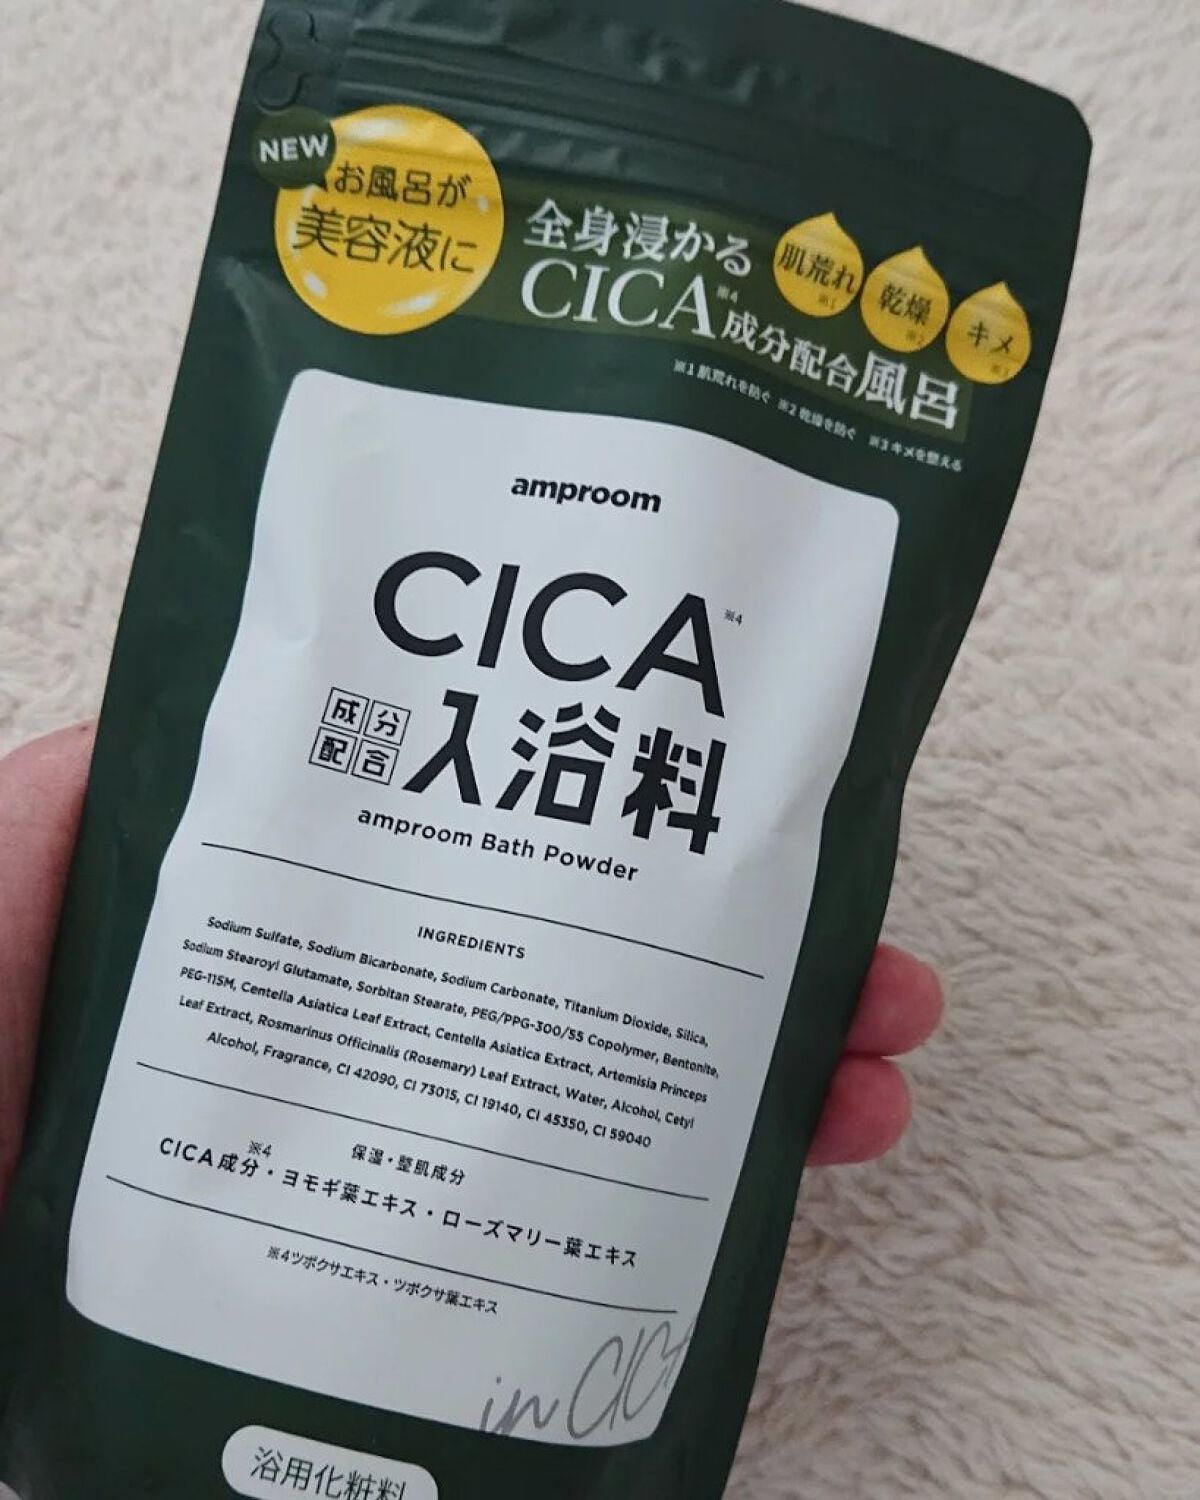 NEW
お風呂が
美容液に
全身浸かる
CICA※4成分配合風呂
肌荒れ※1
乾燥※2
キメ※3
※1 肌荒れを防ぐ ※2 乾燥を防ぐ ※3 キメを整える
amproom
CICA※4
成分
配合
入浴料
amproom Bath Powder
INGREDIENTS
Sodium Sulfate, Sodium Bicarbonate, Sodium Carbonate, Titanium Dioxide, Silica,
Sodium Stearoyl Glutamate, Sorbitan Stearate, PEG/PPG-300/55 Copolymer, Bentonite,
PEG-115M, Centella Asiatica Leaf Extract, Centella Asiatica Extract, Artemisia Princeps
Leaf Extract, Rosmarinus Officinalis (Rosemary) Leaf Extract, Water, Alcohol, Cetyl
Alcohol, Fragrance, CI 42090, CI 73015, CI 19140, CI 45350, CI 59040
保湿・整肌成分
CICA成分※4・ヨモギ葉エキス・ローズマリー葉エキス
※4ツボクサエキス・ツボクサ葉エキス
in CICA
浴用化粧料